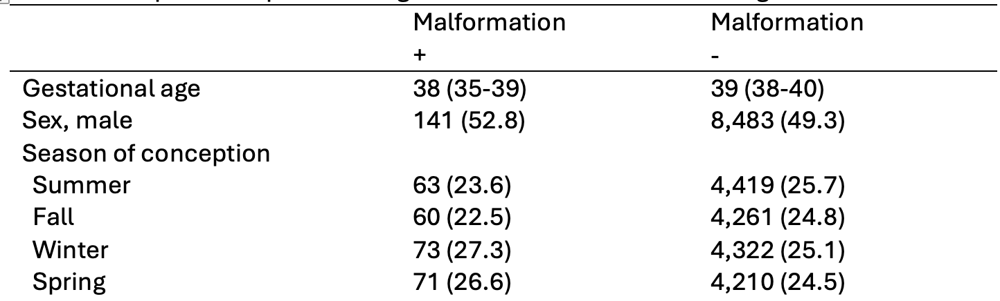 Malformation Malformation
+ -
Gestational age 38 (35-39) 39 (38-40)
Sex, male 141 (52.8) 8,483 (49.3)
Season of conception
Summer 63 (23.6) 4,419 (25.7)
Fall 60 (22.5) 4,261 (24.8)
Winter 73 (27.3) 4,322 (25.1)
Spring 71 (26.6) 4,210 (24.5)